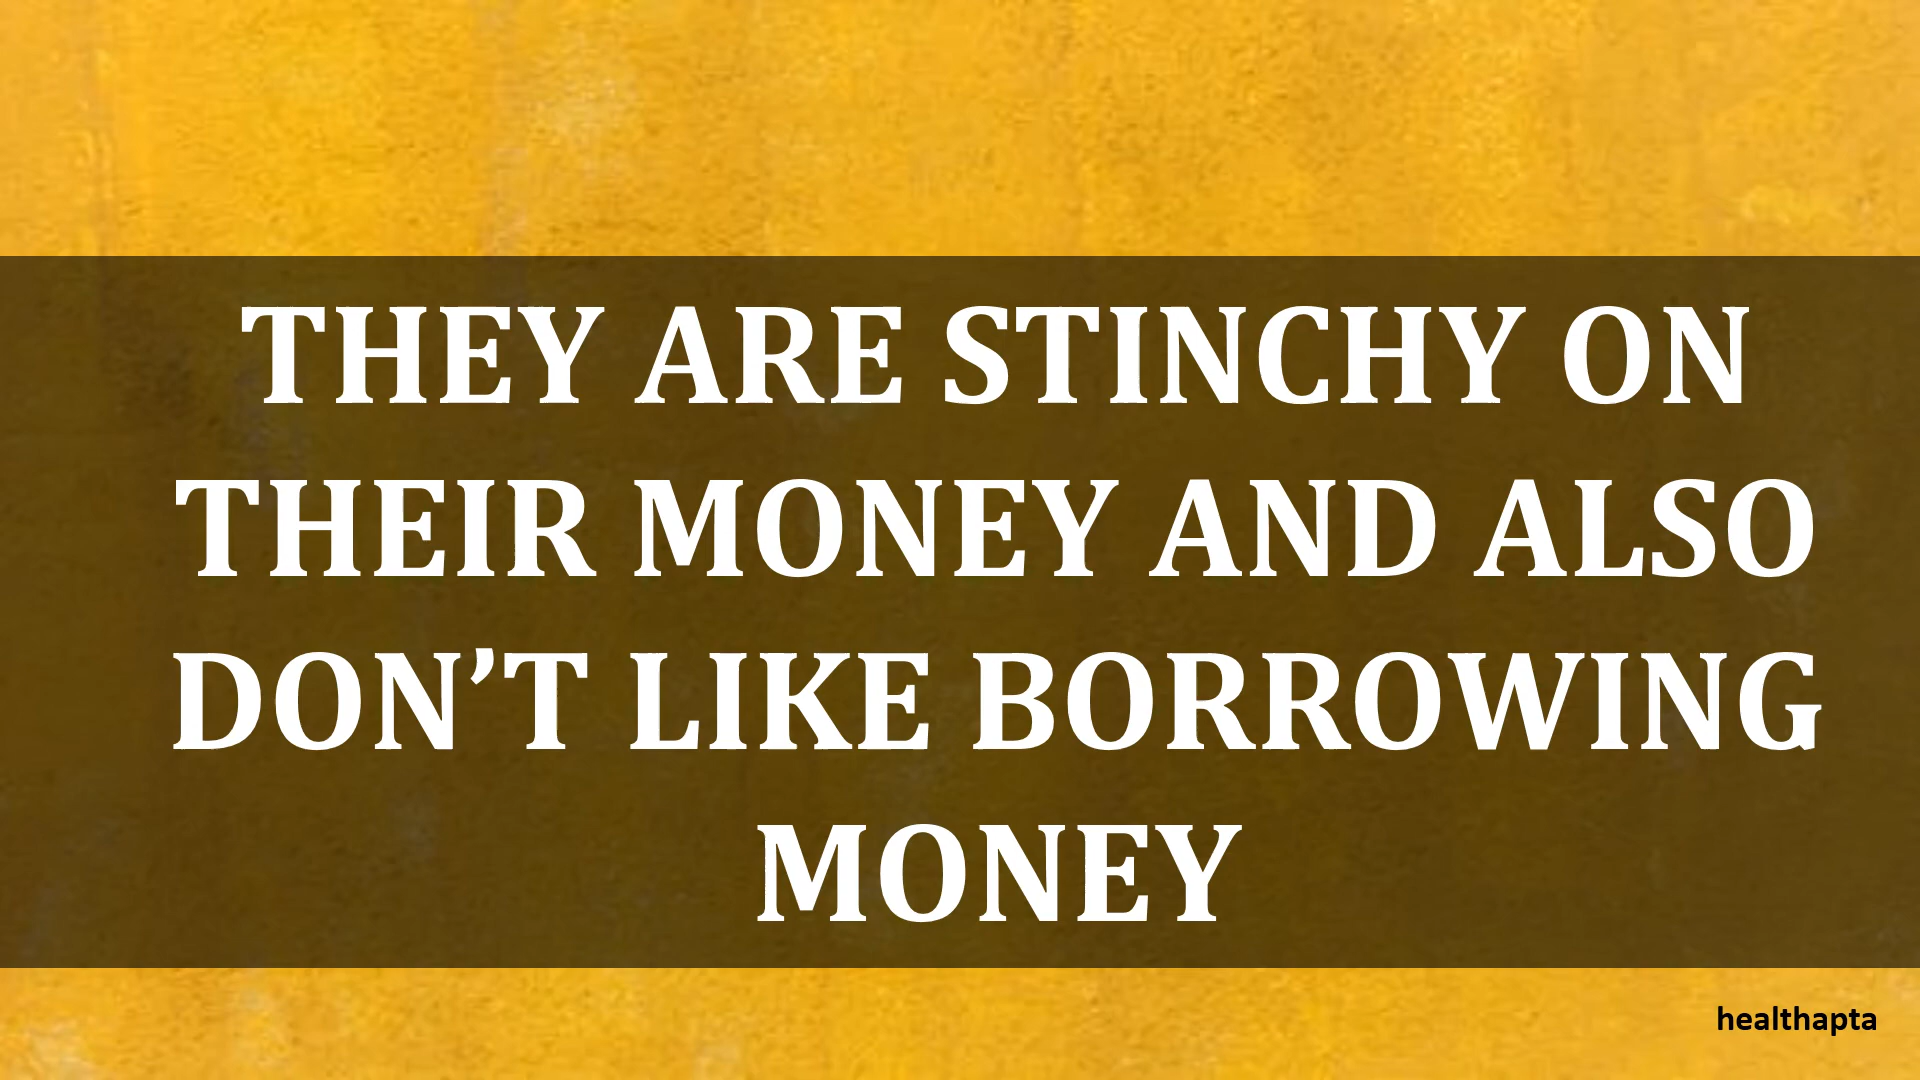 THEY ARE STINCHY ON
THEIR MONEY AND ALSO
DON’T LIKE BORROWING
MONEY
healthapta